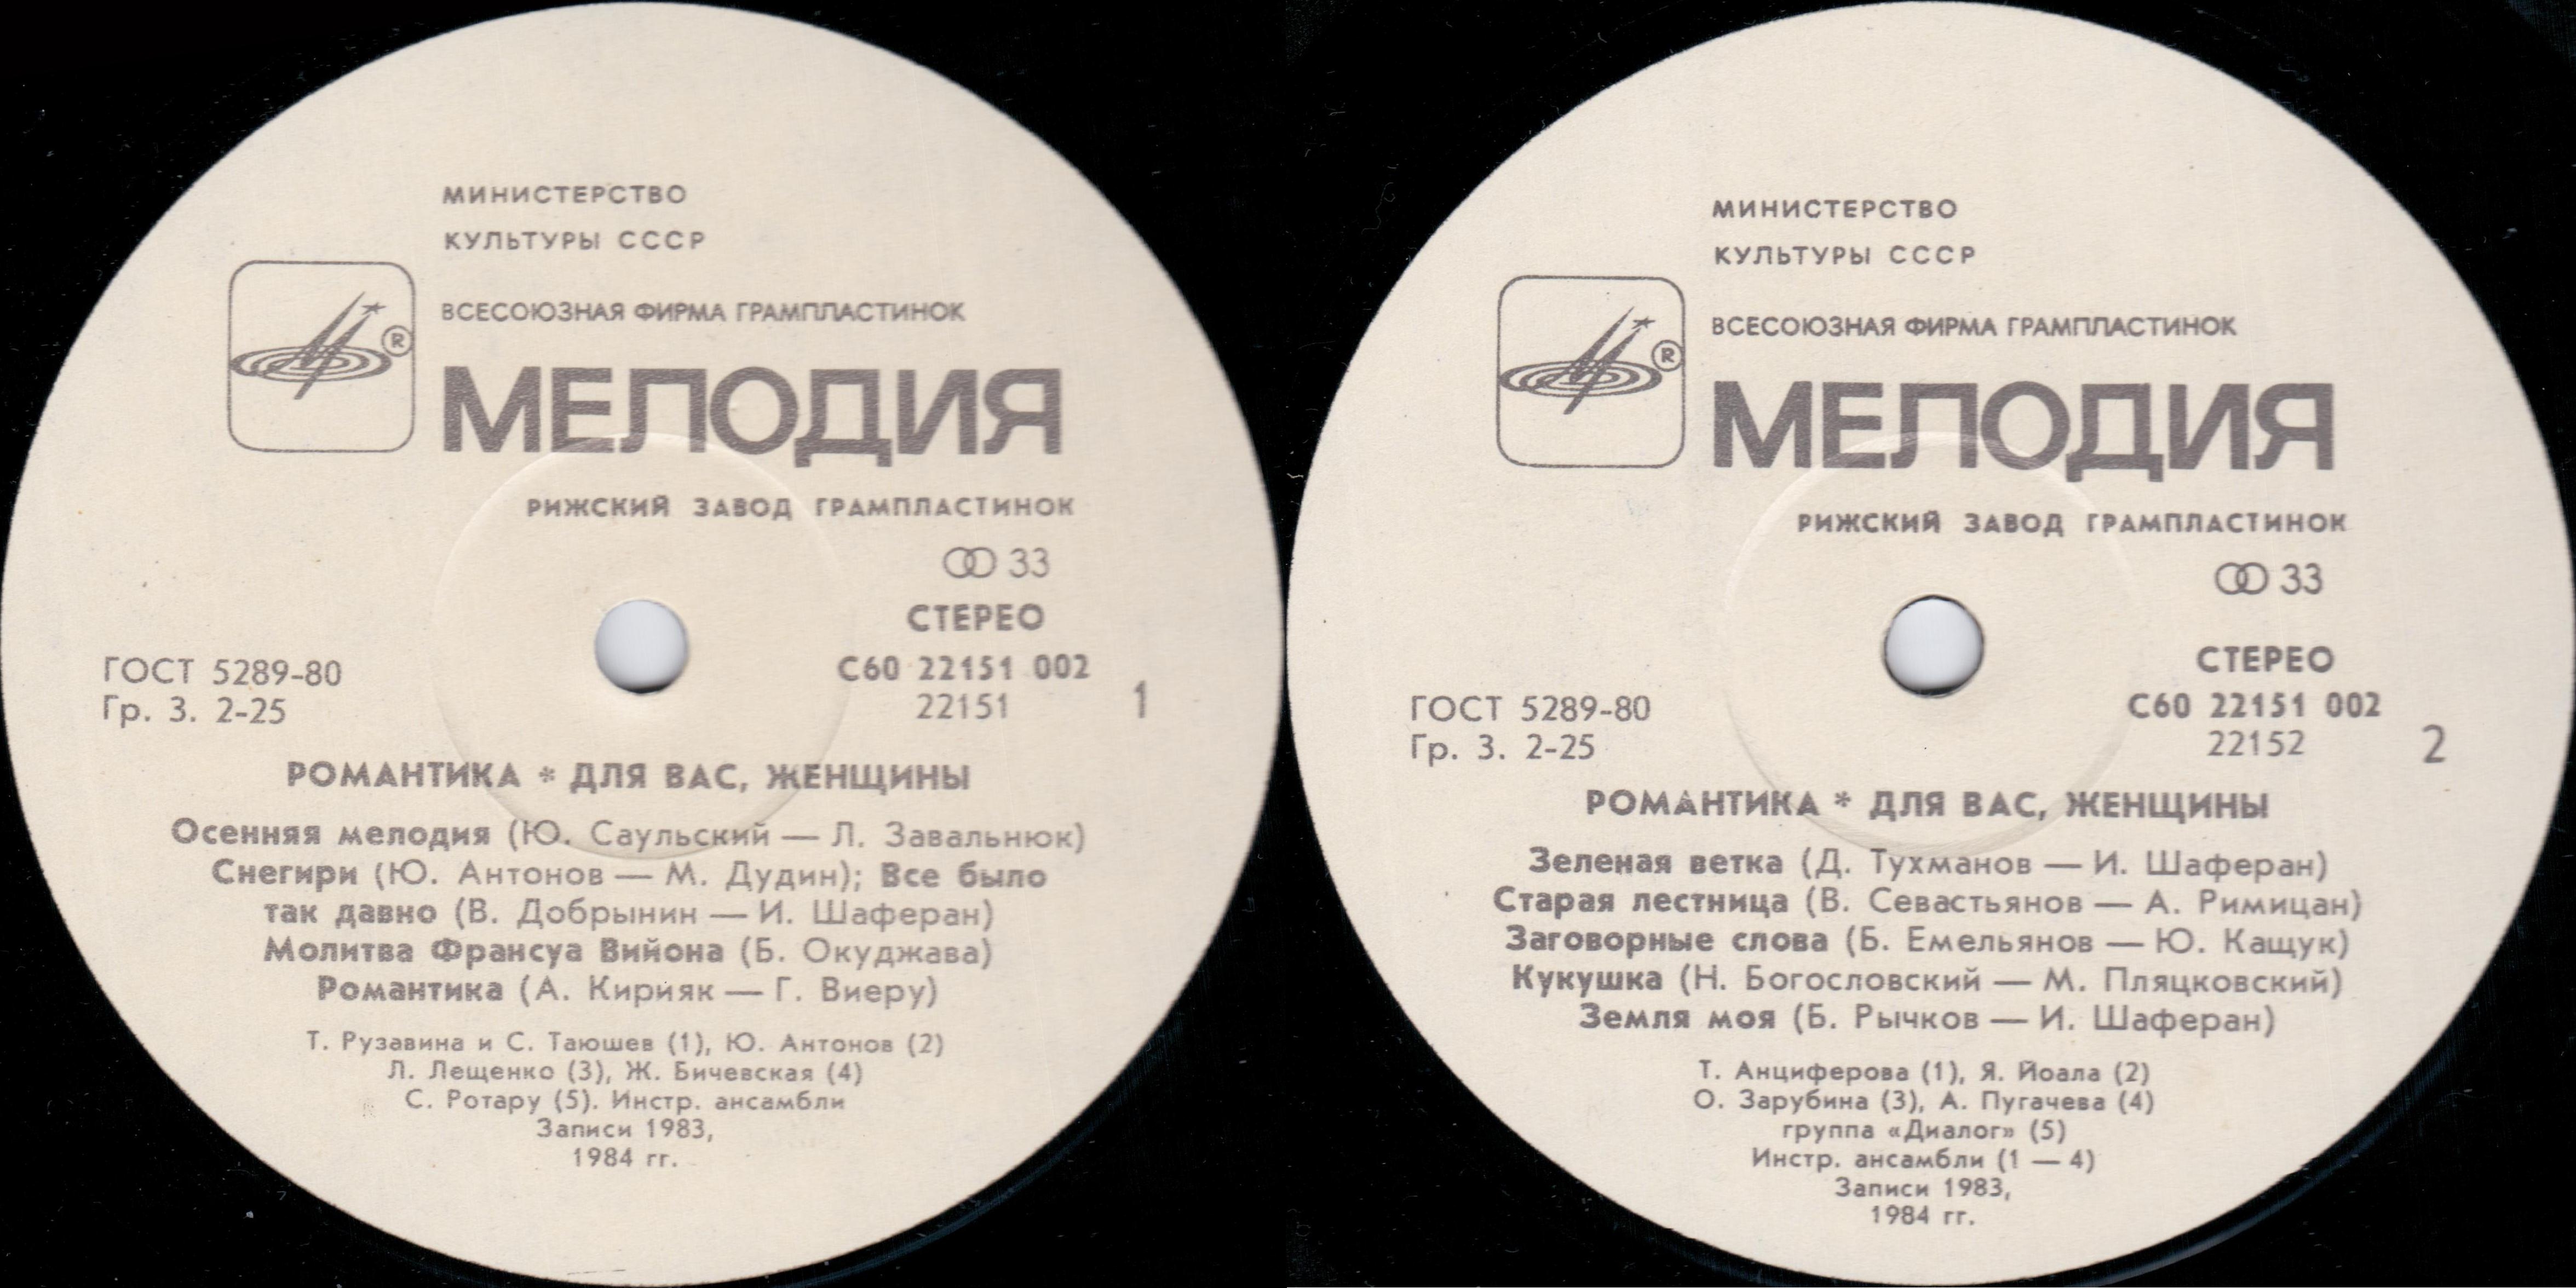 МИНИСТЕРСТВО
КУЛЬТУРЫ СССР
ВСЕСОЮЗНАЯ ФИРМА ГРАМПЛАСТИНОК
®
МЕЛОДИЯ
РИЖСКИЙ ЗАВОД ГРАМПЛАСТИНОК
33
СТЕРЕО
ГОСТ 5289-80
Гр. 3. 2-25
С60 22151 002
22151
1
РОМАНТИКА * ДЛЯ ВАС, ЖЕНЩИНЫ
Осенняя мелодия (Ю. Саульский — Л. Завальнюк)
Снегири (Ю. Антонов — М. Дудин); Все было
так давно (В. Добрынин — И. Шаферан)
Молитва Франсуа Вийона (Б. Окуджава)
Романтика (А. Кирияк — Г. Виеру)
Т. Рузавина и С. Таюшев (1), Ю. Антонов (2)
Л. Лещенко (3), Ж. Бичевская (4)
С. Ротару (5). Инстр. ансамбли
Записи 1983,
1984 гг.
МИНИСТЕРСТВО
КУЛЬТУРЫ СССР
ВСЕСОЮЗНАЯ ФИРМА ГРАМПЛАСТИНОК
®
МЕЛОДИЯ
РИЖСКИЙ ЗАВОД ГРАМПЛАСТИНОК
33
СТЕРЕО
ГОСТ 5289-80
Гр. 3. 2-25
С60 22151 002
22152
2
РОМАНТИКА * ДЛЯ ВАС, ЖЕНЩИНЫ
Зеленая ветка (Д. Тухманов — И. Шаферан)
Старая лестница (В. Севастьянов — А. Римицан)
Заговорные слова (Б. Емельянов — Ю. Кащук)
Кукушка (Н. Богословский — М. Пляцковский)
Земля моя (Б. Рычков — И. Шаферан)
Т. Анциферова (1), Я. Йоала (2)
О. Зарубина (3), А. Пугачева (4)
группа «Диалог» (5)
Инстр. ансамбли (1 — 4)
Записи 1983,
1984 гг.